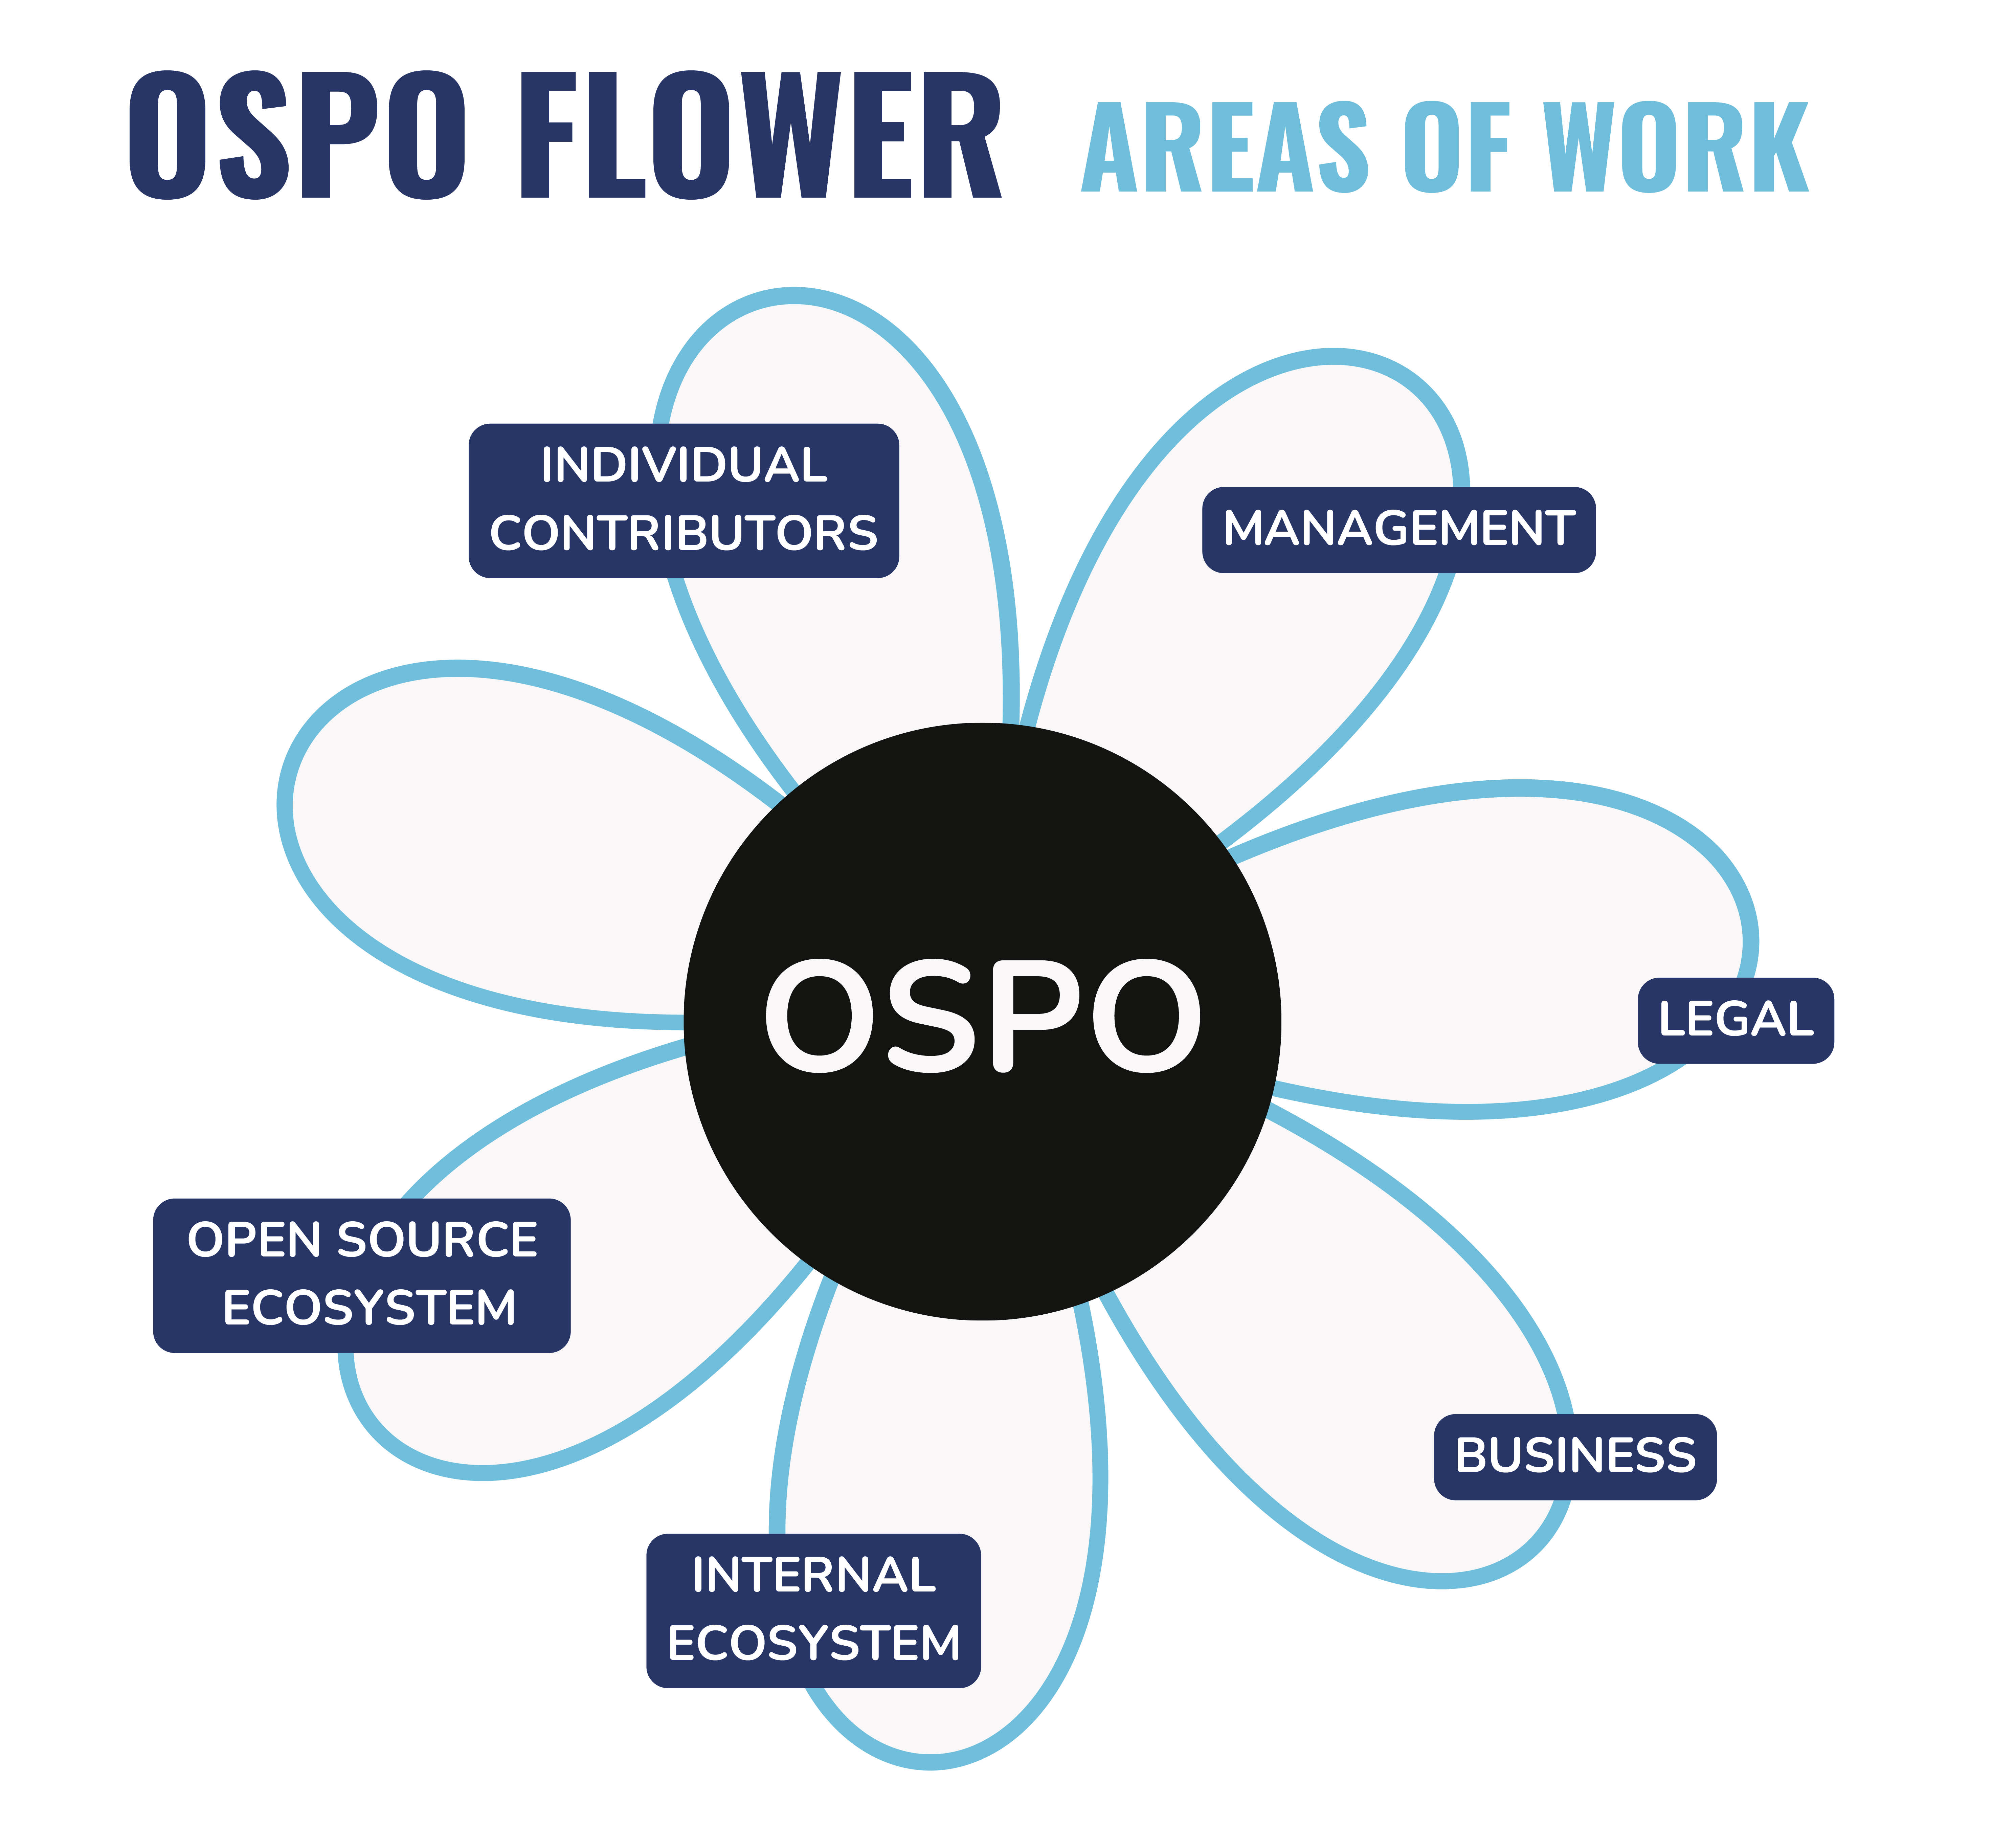 OSPO FLOWER AREAS OF WORK
INDIVIDUAL
CONTRIBUTORS
MANAGEMENT
OSPO
LEGAL
OPEN SOURCE
ECOSYSTEM
BUSINESS
INTERNAL
ECOSYSTEM